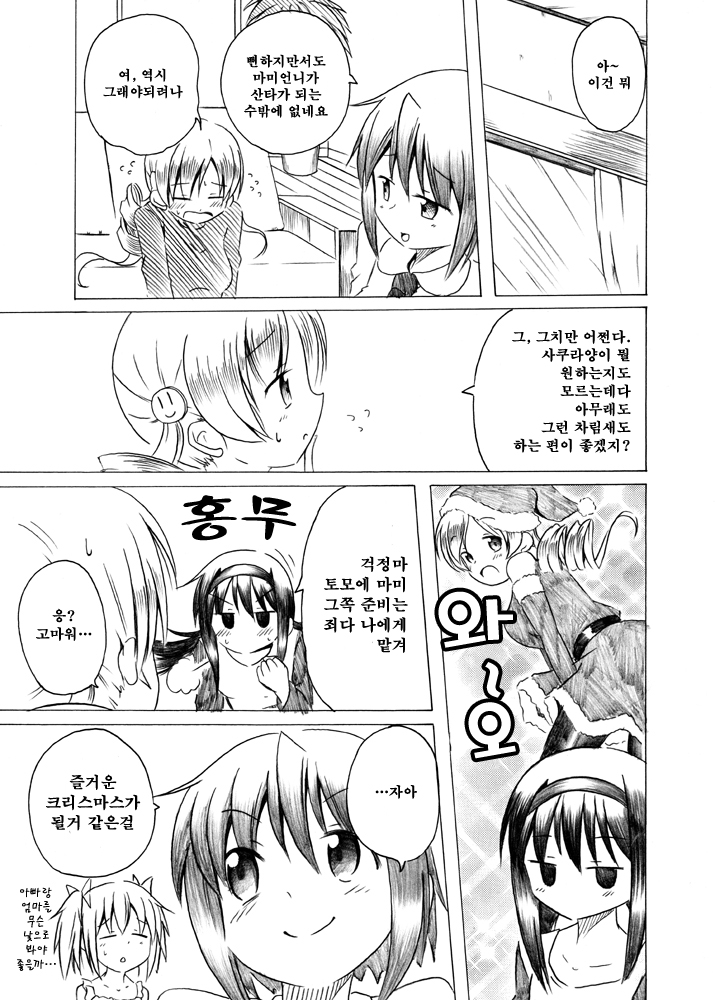 아~
이건 뭐
뻔하지만서도
마미언니가
산타가 되는
수밖에 없네요
여, 역시
그래야되려나
그, 그치만 어쩐다.
사쿠라양이 뭘
원하는지도
모르는데다
아무래도
그런 차림새도
하는 편이 좋겠지?
와~오
홍무
걱정마
토모에 마미
그쪽 준비는
죄다 나에게
맡겨
응?
고마워…
…자아
즐거운
크리스마스가
될거 같은걸
아빠랑
엄마를
무슨
낯으로
봐야
좋을까…